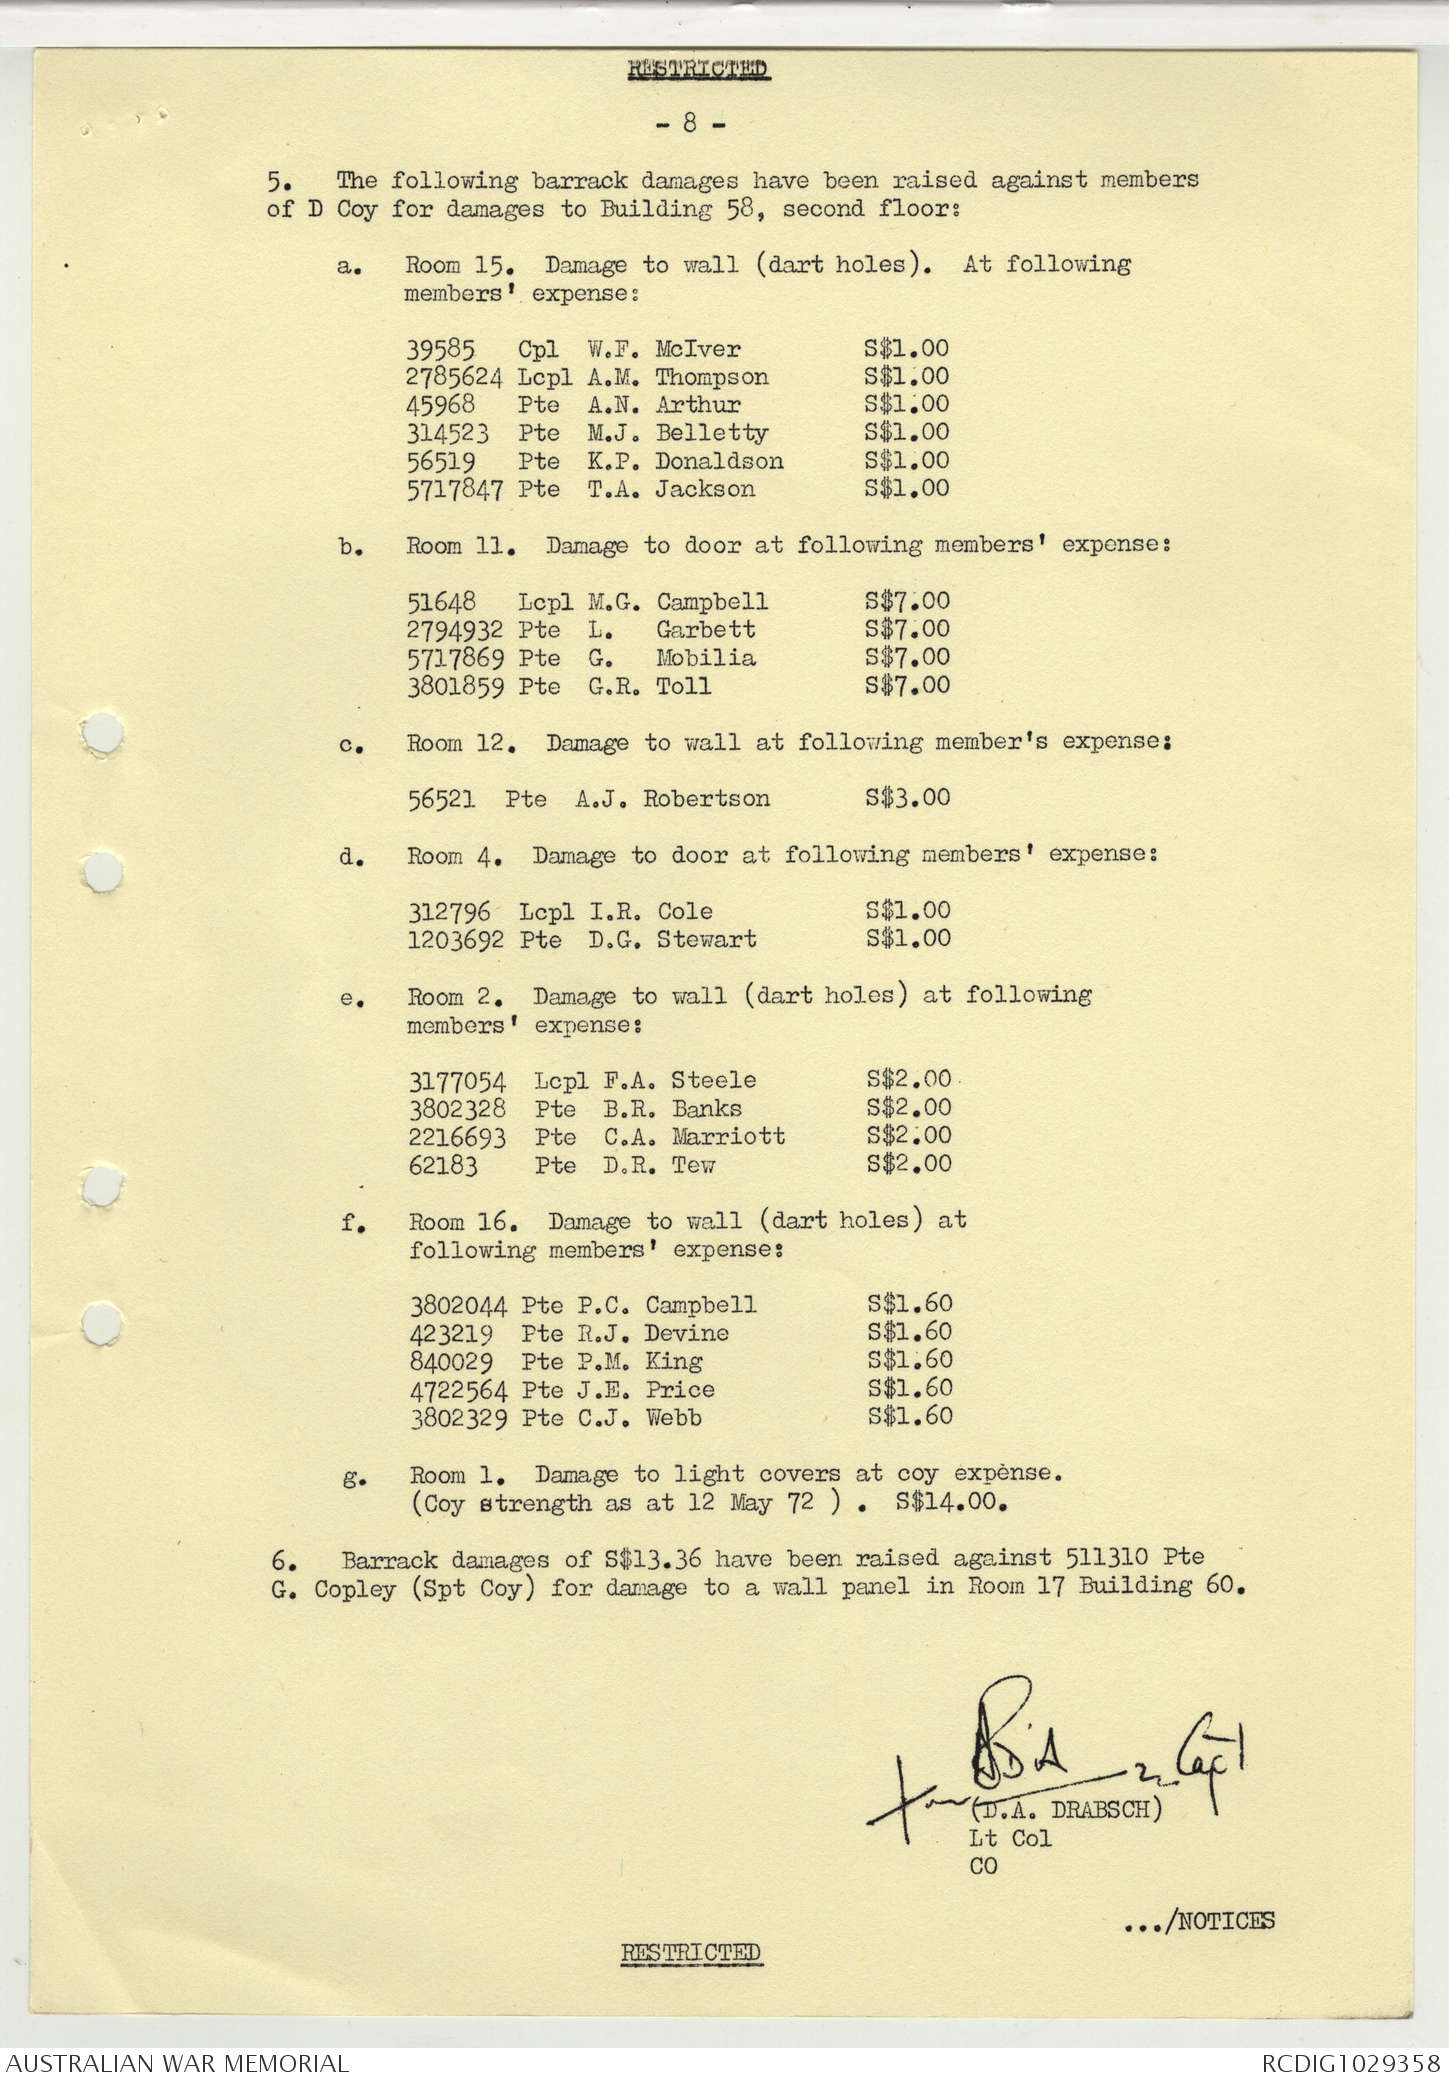 RESTRICTED
- 8 -
5. The following barrack damages have been raised against members
of D Coy for damages to Building 58, second floor:
a. Room 15. Damage to wall (dart holes). At following
members' expense:
39585 Cpl W.F. McIver S$1.00
2785624 Lcpl A.M. Thompson S$1.00
45968 Pte A.N. Arthur S$1.00
314523 Pte M.J. Belletty S$1.00
56519 Pte K.P. Donaldson S$1.00
5717847 Pte T.A. Jackson S$1.00
b. Room 11. Damage to door at following members' expense:
51648 Lcpl M.G. Campbell S$7.00
2794932 Pte L. Garbett S$7.00
5717869 Pte G. Mobilia S$7.00
3801859 Pte G.R. Toll S$7.00
c. Room 12. Damage to wall at following member's expense:
56521 Pte A.J. Robertson S$3.00
d. Room 4. Damage to door at following members' expense:
312796 Lcpl I.R. Cole S$1.00
1203692 Pte D.G. Stewart S$1.00
e. Room 2. Damage to wall (dart holes) at following
members' expense:
3177054 Lcpl F.A. Steele S$2.00
3802328 Pte B.R. Banks S$2.00
2216693 Pte C.A. Marriott S$2.00
62183 Pte D.R. Tew S$2.00
f. Room 16. Damage to wall (dart holes) at
following members' expense:
3802044 Pte P.C. Campbell S$1.60
423219 Pte R.J. Devine S$1.60
840029 Pte P.M. King S$1.60
4722564 Pte J.E. Price S$1.60
3802329 Pte C.J. Webb S$1.60
g. Room 1. Damage to light covers at coy expense.
(Coy strength as at 12 May 72 ) . S$14.00.
6. Barrack damages of S$13.36 have been raised against 511310 Pte
G. Copley (Spt Coy) for damage to a wall panel in Room 17 Building 60.
Capt
(D.A. DRABSCH)
Lt Col
CO
.../NOTICES
RESTRICTED
AUSTRALIAN WAR MEMORIAL
RCDIG1029358